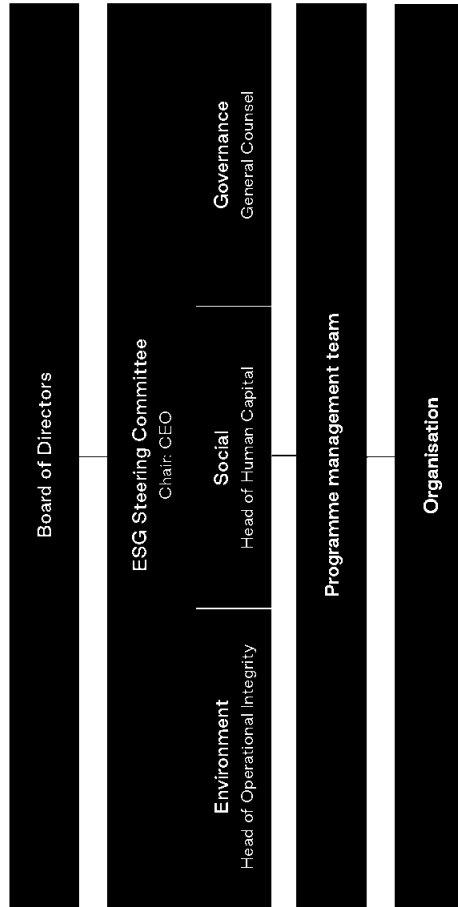 Board of Directors
ESG Steering Committee
Chair: CEO
Environment
Head of Operational Integrity
Social
Head of Human Capital
Governance
General Counsel
Programme management team
Organisation